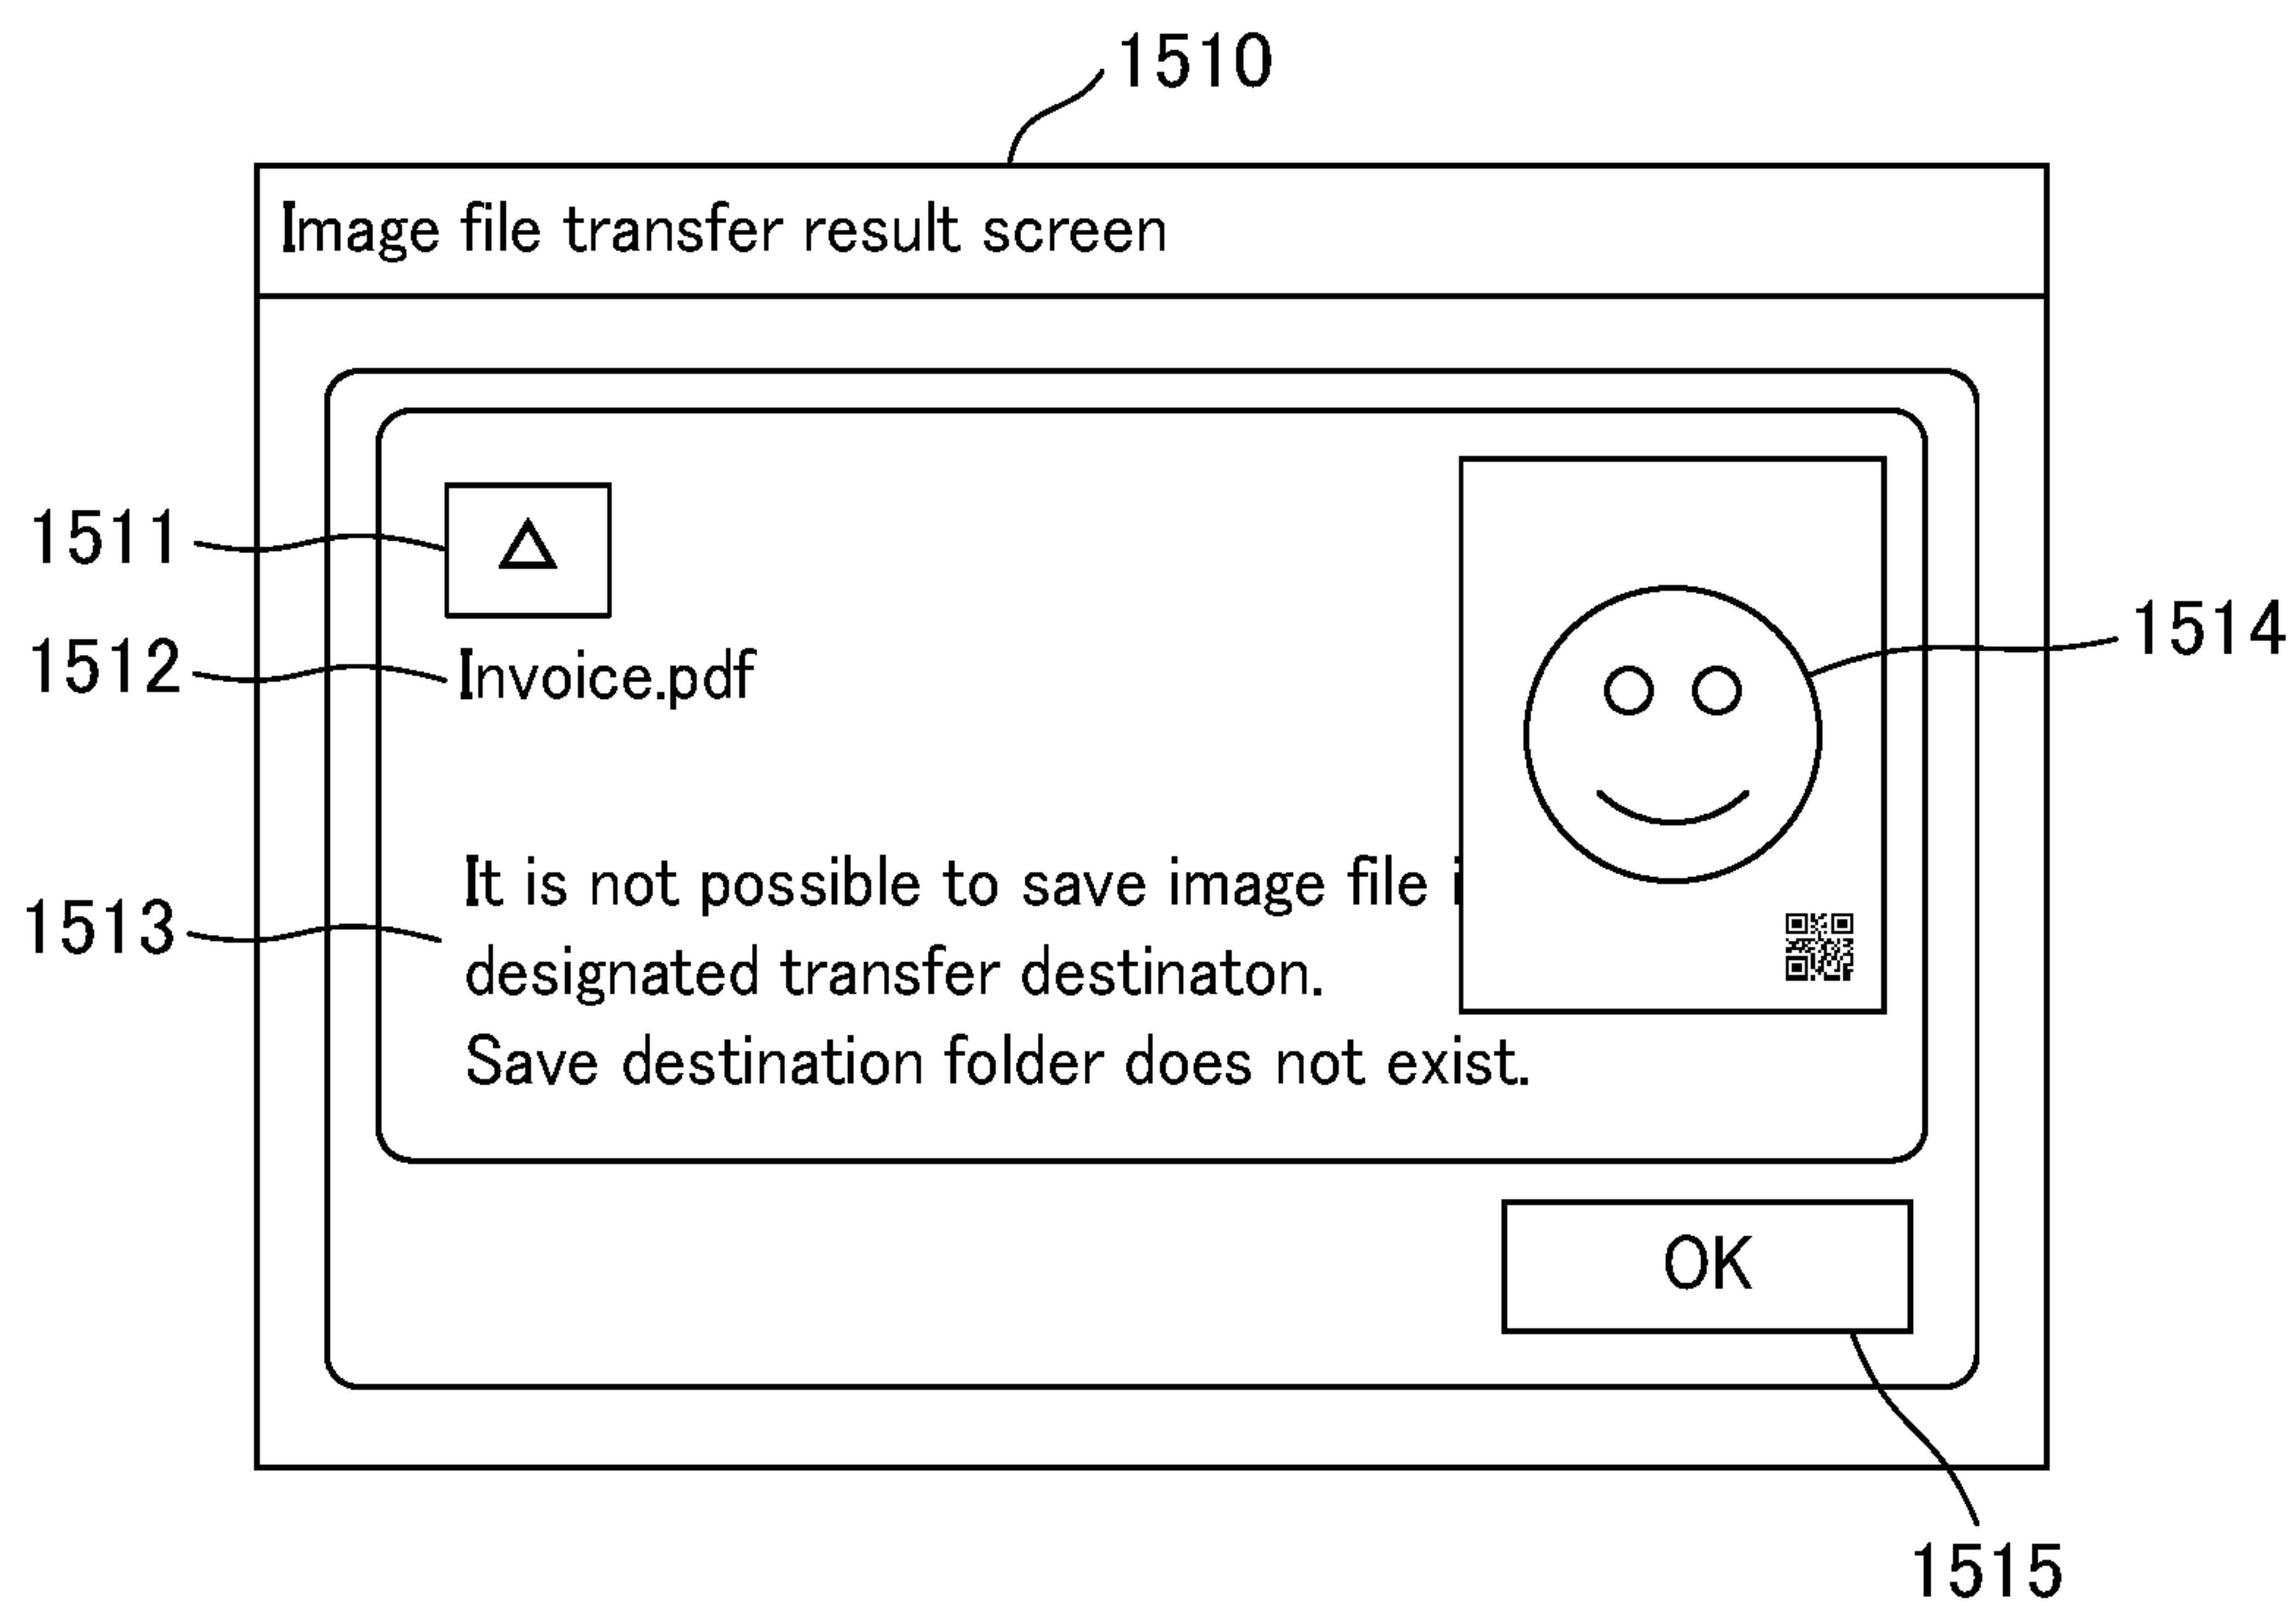 1510
Image file transfer result screen
1511
1512
Invoice.pdf
1514
1513
It is not possible to save image file
designated transfer destinaton.
Save destination folder does not exist.
OK
1515